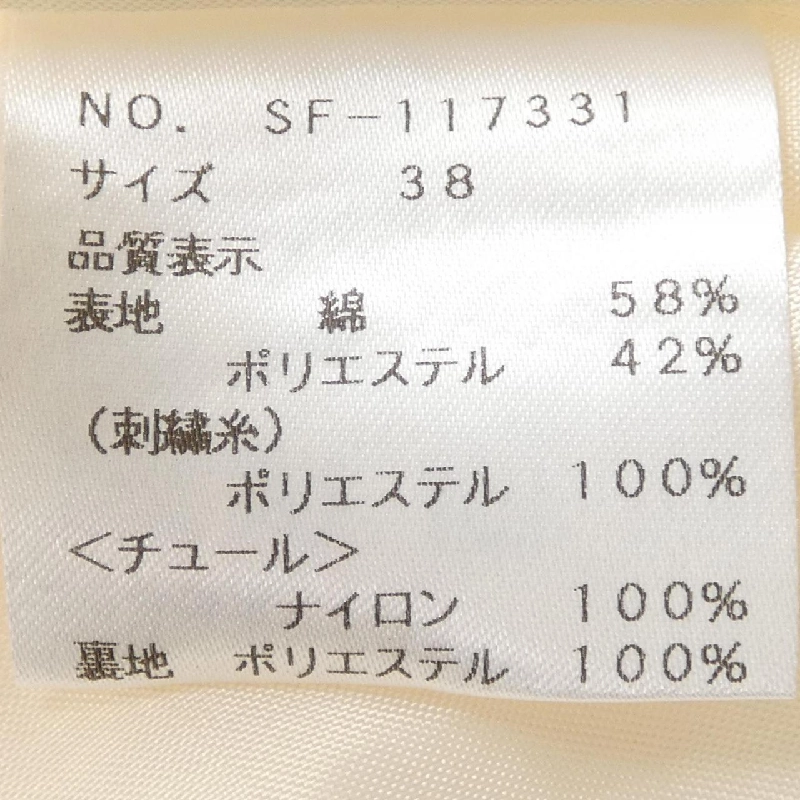 NO. SF-117331
サイズ 38
品質表示
表地 綿 58%
ポリエステル 42%
(刺繍糸)
ポリエステル 100%
<チュール>
ナイロン 100%
裏地 ポリエステル 100%